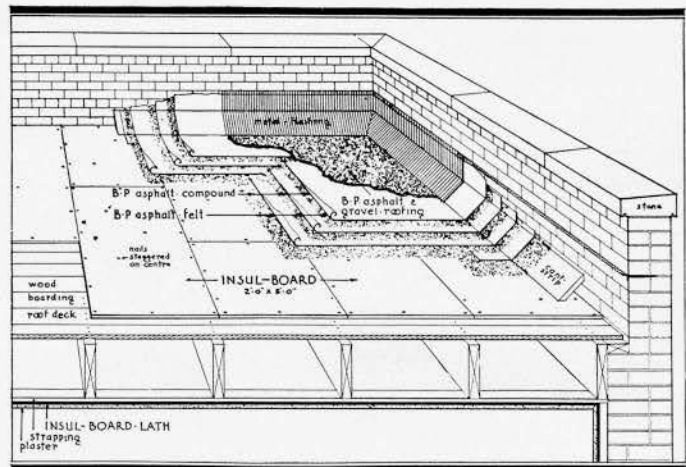 metal-flashing
stone
B·P asphalt compound
B·P asphalt felt
B·P asphalt &
gravel-roofing
nails
staggered
on centre
INSUL-BOARD
2'·0" X 5'·0"
cant
strip
wood
boarding
roof deck
INSUL-BOARD-LATH
strapping
plaster